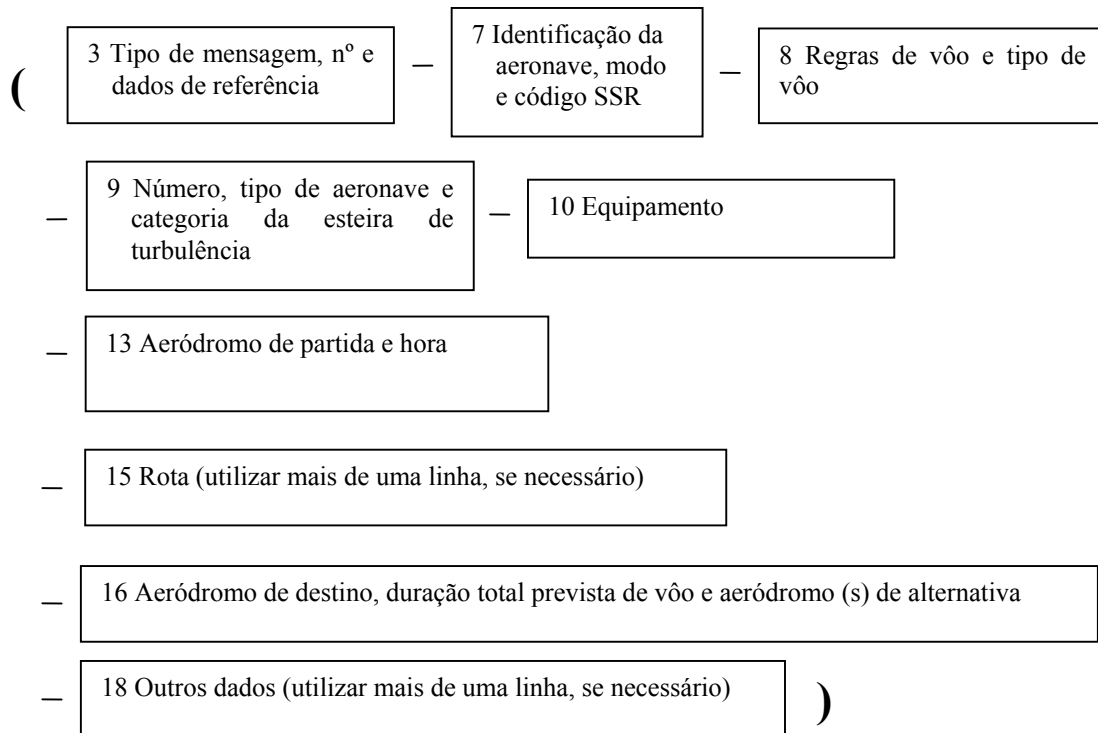 ( 3 Tipo de mensagem, nº e
dados de referência
– 7 Identificação da
aeronave, modo
e código SSR
– 8 Regras de vôo e tipo de
vôo
– 9 Número, tipo de aeronave e
categoria da esteira de
turbulência
– 10 Equipamento
– 13 Aeródromo de partida e hora
– 15 Rota (utilizar mais de uma linha, se necessário)
– 16 Aeródromo de destino, duração total prevista de vôo e aeródromo (s) de alternativa
– 18 Outros dados (utilizar mais de uma linha, se necessário) )